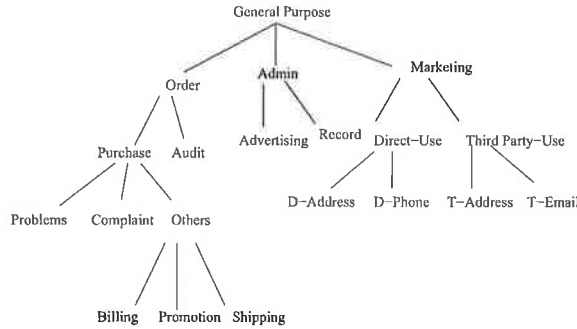 General Purpose
Order
Admin
Marketing
Purchase
Audit
Advertising
Record
Direct-Use
Third Party-Use
Problems
Complaint
Others
D-Address
D-Phone
T-Address
T-Email
Billing
Promotion
Shipping